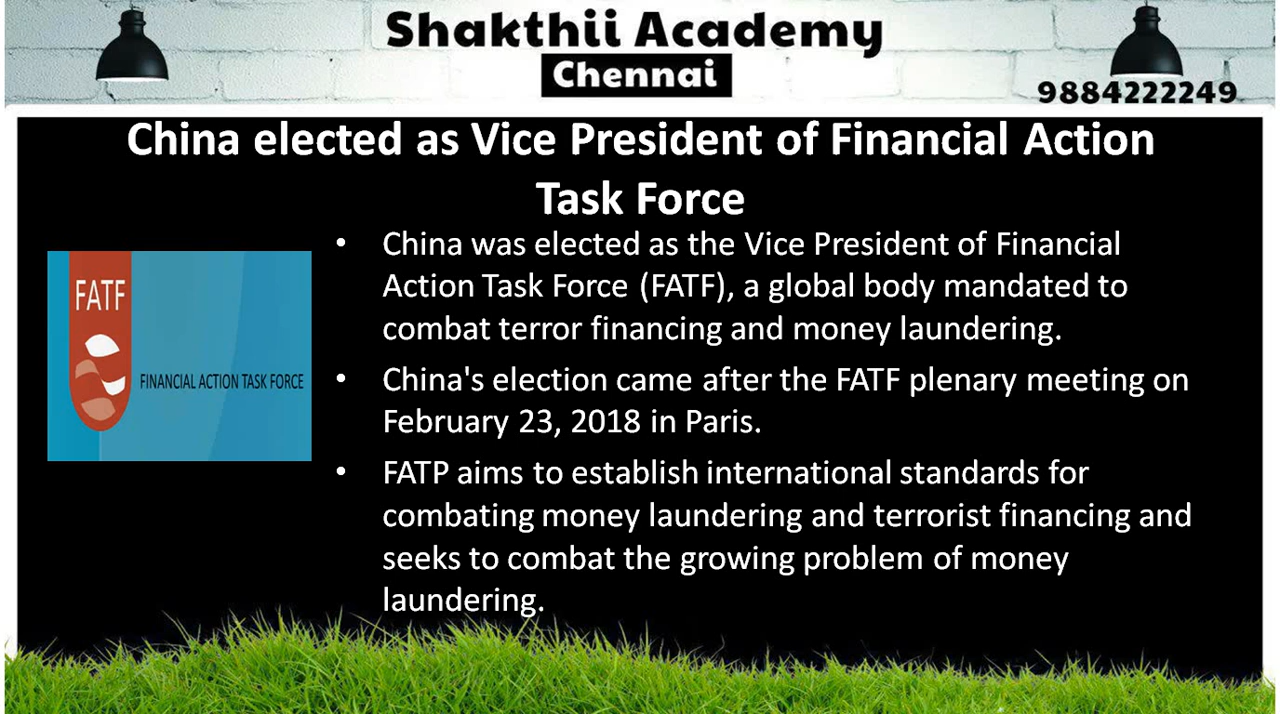 Shakthii Academy
Chennai
9884222249
China elected as Vice President of Financial Action
Task Force
FATF
FINANCIAL ACTION TASK FORCE
• China was elected as the Vice President of Financial
Action Task Force (FATF), a global body mandated to
combat terror financing and money laundering.
• China's election came after the FATF plenary meeting on
February 23, 2018 in Paris.
• FATP aims to establish international standards for
combating money laundering and terrorist financing and
seeks to combat the growing problem of money
laundering.